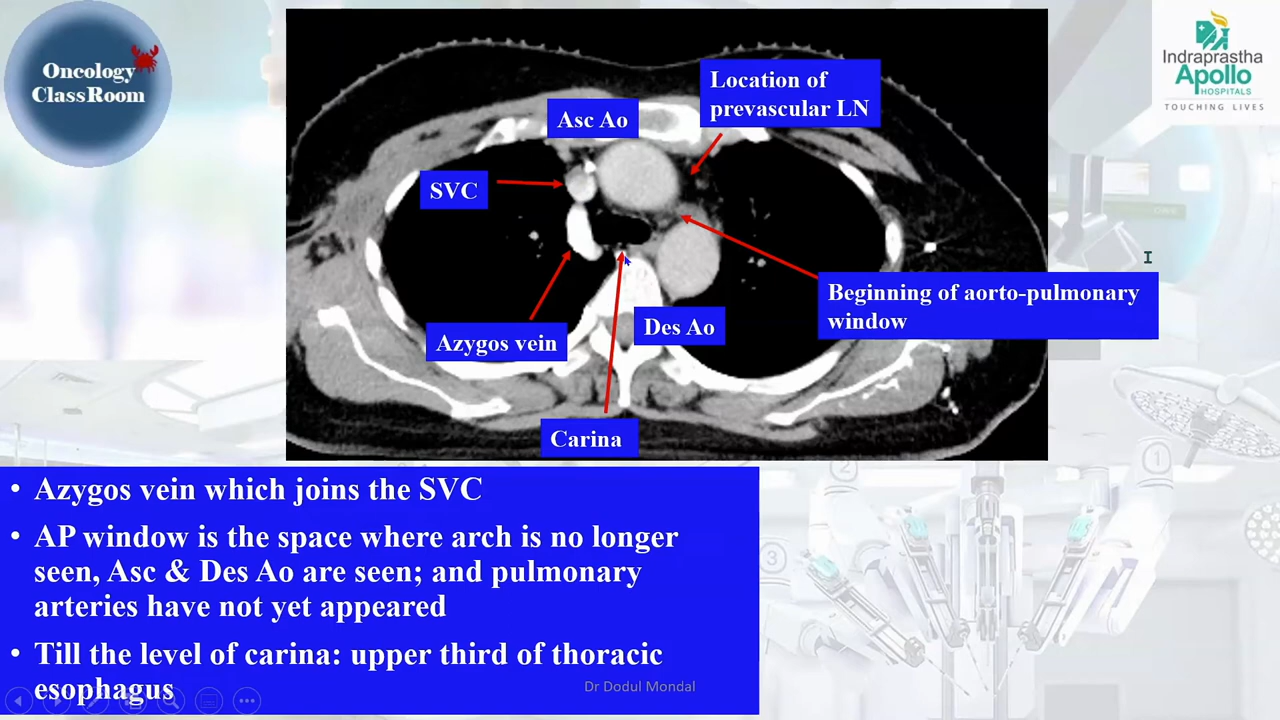 Oncology
ClassRoom
Indraprastha
Apollo
HOSPITALS
TOUCHING LIVES
Location of
prevascular LN
Asc Ao
SVC
Beginning of aorto-pulmonary
window
Azygos vein
Des Ao
Carina
• Azygos vein which joins the SVC
• AP window is the space where arch is no longer
seen, Asc & Des Ao are seen; and pulmonary
arteries have not yet appeared
• Till the level of carina: upper third of thoracic
esophagus
Dr Dodul Mondal
1
2
3